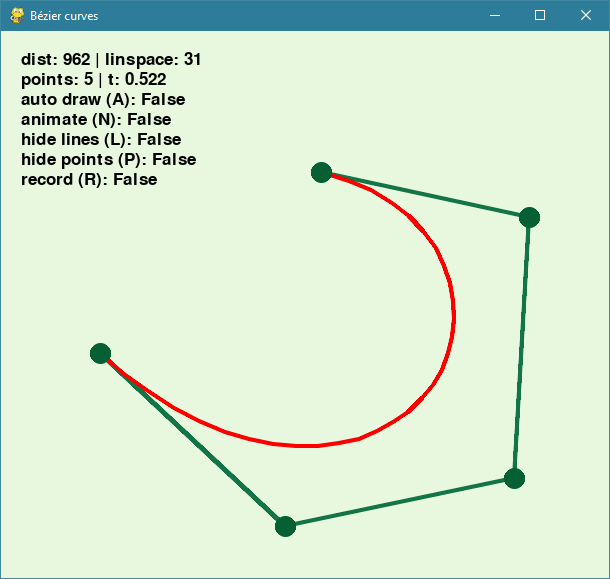 Bézier curves
dist: 962 | linspace: 31
points: 5 | t: 0.522
auto draw (A): False
animate (N): False
hide lines (L): False
hide points (P): False
record (R): False